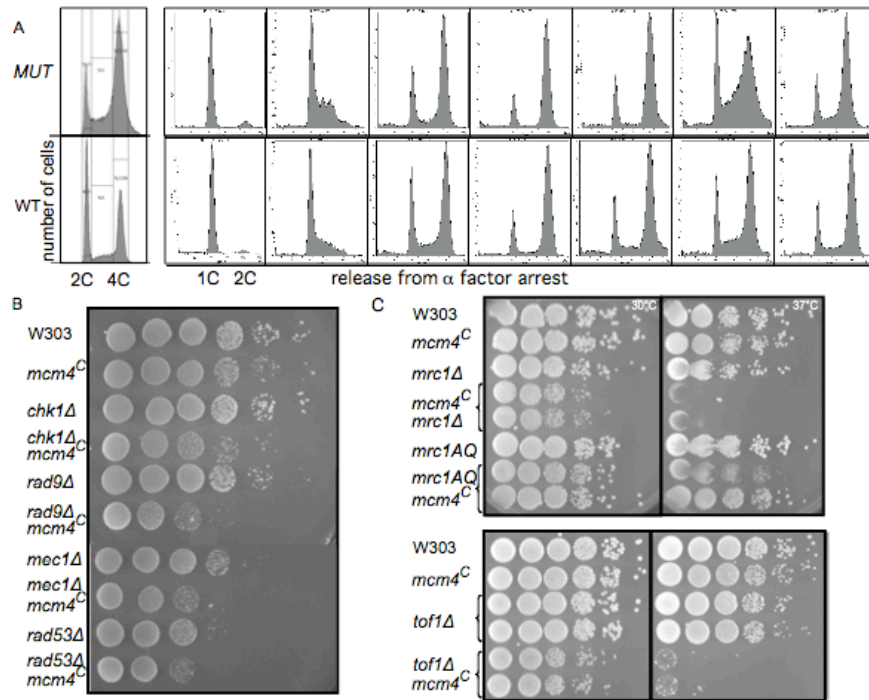 A
MUT
WT
number of cells
2C 4C
1C 2C release from α factor arrest
B
W303
mcm4C
chk1Δ
chk1Δ
mcm4C
rad9Δ
rad9Δ
mcm4C
mec1Δ
mec1Δ
mcm4C
rad53Δ
rad53Δ
mcm4C
C
30°C 37°C
W303
mcm4C
mrc1Δ
mcm4C
mrc1Δ
mrc1AQ
mrc1AQ
mcm4C
W303
mcm4C
tof1Δ
tof1Δ
mcm4C